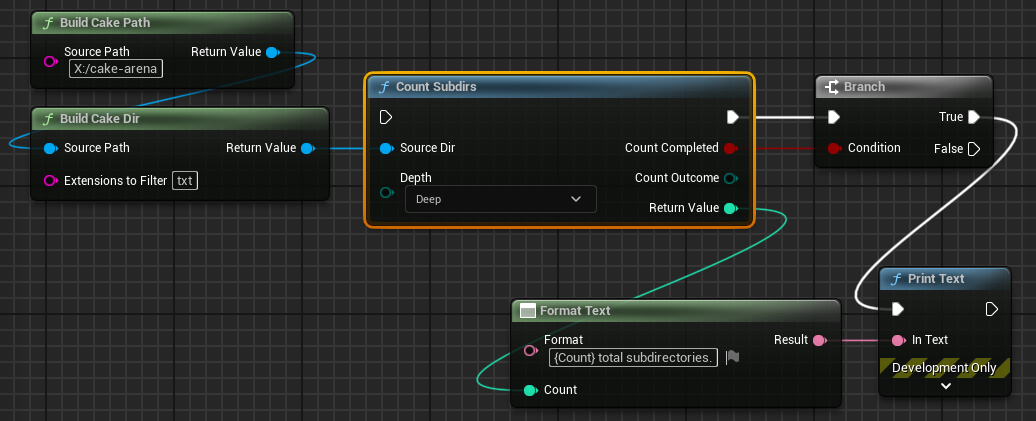 Build Cake Path
Source Path
X:/cake-arena
Return Value
Build Cake Dir
Source Path
Return Value
Extensions to Filter
txt
Count Subdirs
Source Dir
Count Completed
Depth
Deep
Count Outcome
Return Value
Branch
True
Condition
False
Format Text
Format
{Count} total subdirectories.
Result
Count
Print Text
In Text
Development Only